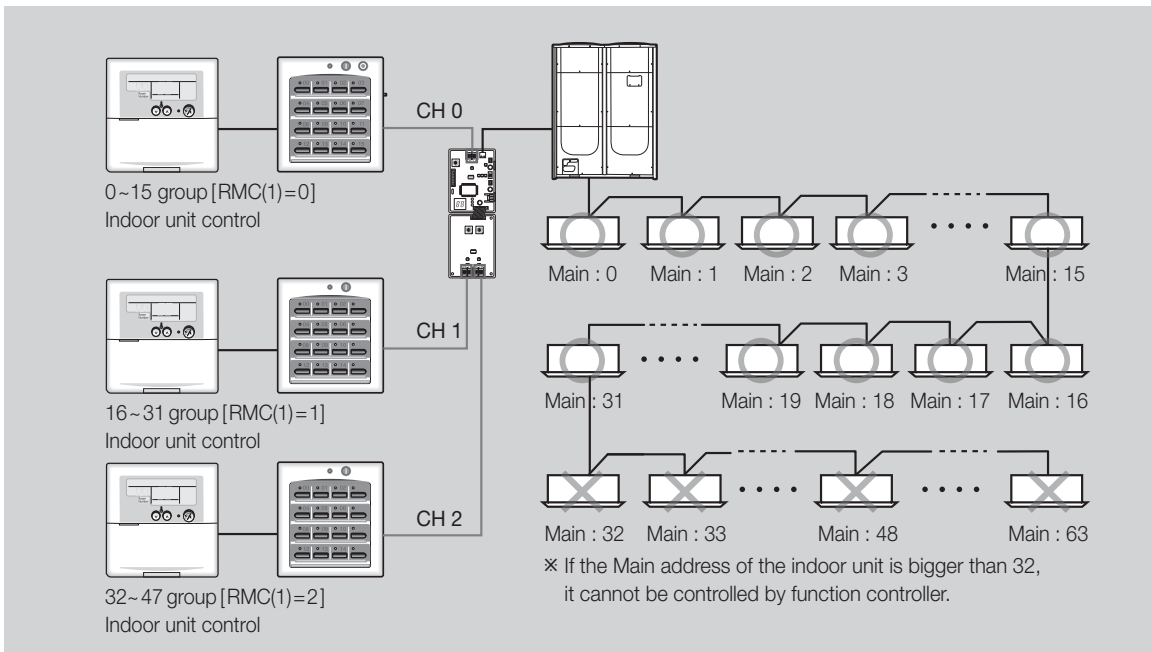 CH 0
0~15 group [RMC(1)=0]
Indoor unit control
Main : 0
Main : 1
Main : 2
Main : 3
Main : 15
CH 1
16~31 group [RMC(1)=1]
Indoor unit control
Main : 31
Main : 19
Main : 18
Main : 17
Main : 16
CH 2
32~47 group [RMC(1)=2]
Indoor unit control
Main : 32
Main : 33
Main : 48
Main : 63
※ If the Main address of the indoor unit is bigger than 32,
it cannot be controlled by function controller.